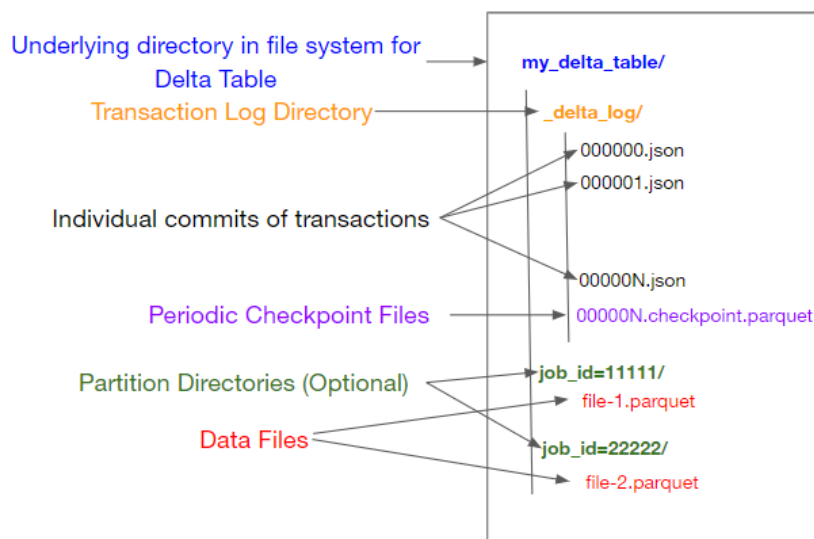 Underlying directory in file system for
Delta Table
my_delta_table/
Transaction Log Directory
_delta_log/
000000.json
000001.json
Individual commits of transactions
00000N.json
Periodic Checkpoint Files
00000N.checkpoint.parquet
Partition Directories (Optional)
job_id=11111/
file-1.parquet
Data Files
job_id=22222/
file-2.parquet